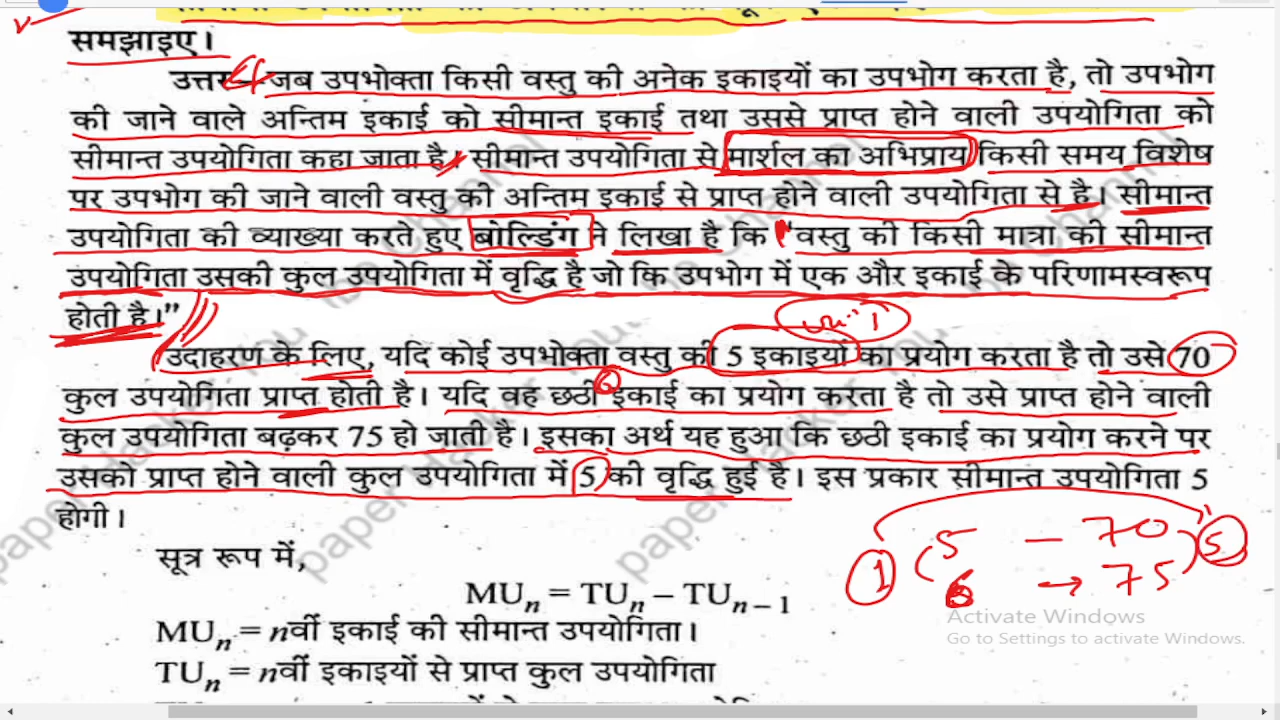 समझाइए।
उत्तर— जब उपभोक्ता किसी वस्तु की अनेक इकाइयों का उपभोग करता है, तो उपभोग
की जाने वाले अन्तिम इकाई को सीमान्त इकाई तथा उससे प्राप्त होने वाली उपयोगिता को
सीमान्त उपयोगिता कहा जाता है। सीमान्त उपयोगिता से मार्शल का अभिप्राय किसी समय विशेष
पर उपभोग की जाने वाली वस्तु की अन्तिम इकाई से प्राप्त होने वाली उपयोगिता से है। सीमान्त
उपयोगिता की व्याख्या करते हुए बोल्डिंग ने लिखा है कि "वस्तु की किसी मात्रा की सीमान्त
उपयोगिता उसकी कुल उपयोगिता में वृद्धि है जो कि उपभोग में एक और इकाई के परिणामस्वरूप
होती है।"
उदाहरण के लिए, यदि कोई उपभोक्ता वस्तु की 5 इकाइयों का प्रयोग करता है तो उसे 70
कुल उपयोगिता प्राप्त होती है। यदि वह छठी इकाई का प्रयोग करता है तो उसे प्राप्त होने वाली
6
कुल उपयोगिता बढ़कर 75 हो जाती है। इसका अर्थ यह हुआ कि छठी इकाई का प्रयोग करने पर
उसको प्राप्त होने वाली कुल उपयोगिता में 5 की वृद्धि हुई है। इस प्रकार सीमान्त उपयोगिता 5
होगी।
5 — 70
5
1
6 → 75
सूत्र रूप में,
MUn = TUn − TUn−1
MUn = nवीं इकाई की सीमान्त उपयोगिता।
TUn = nवीं इकाइयों से प्राप्त कुल उपयोगिता
Activate Windows
Go to Settings to activate Windows.